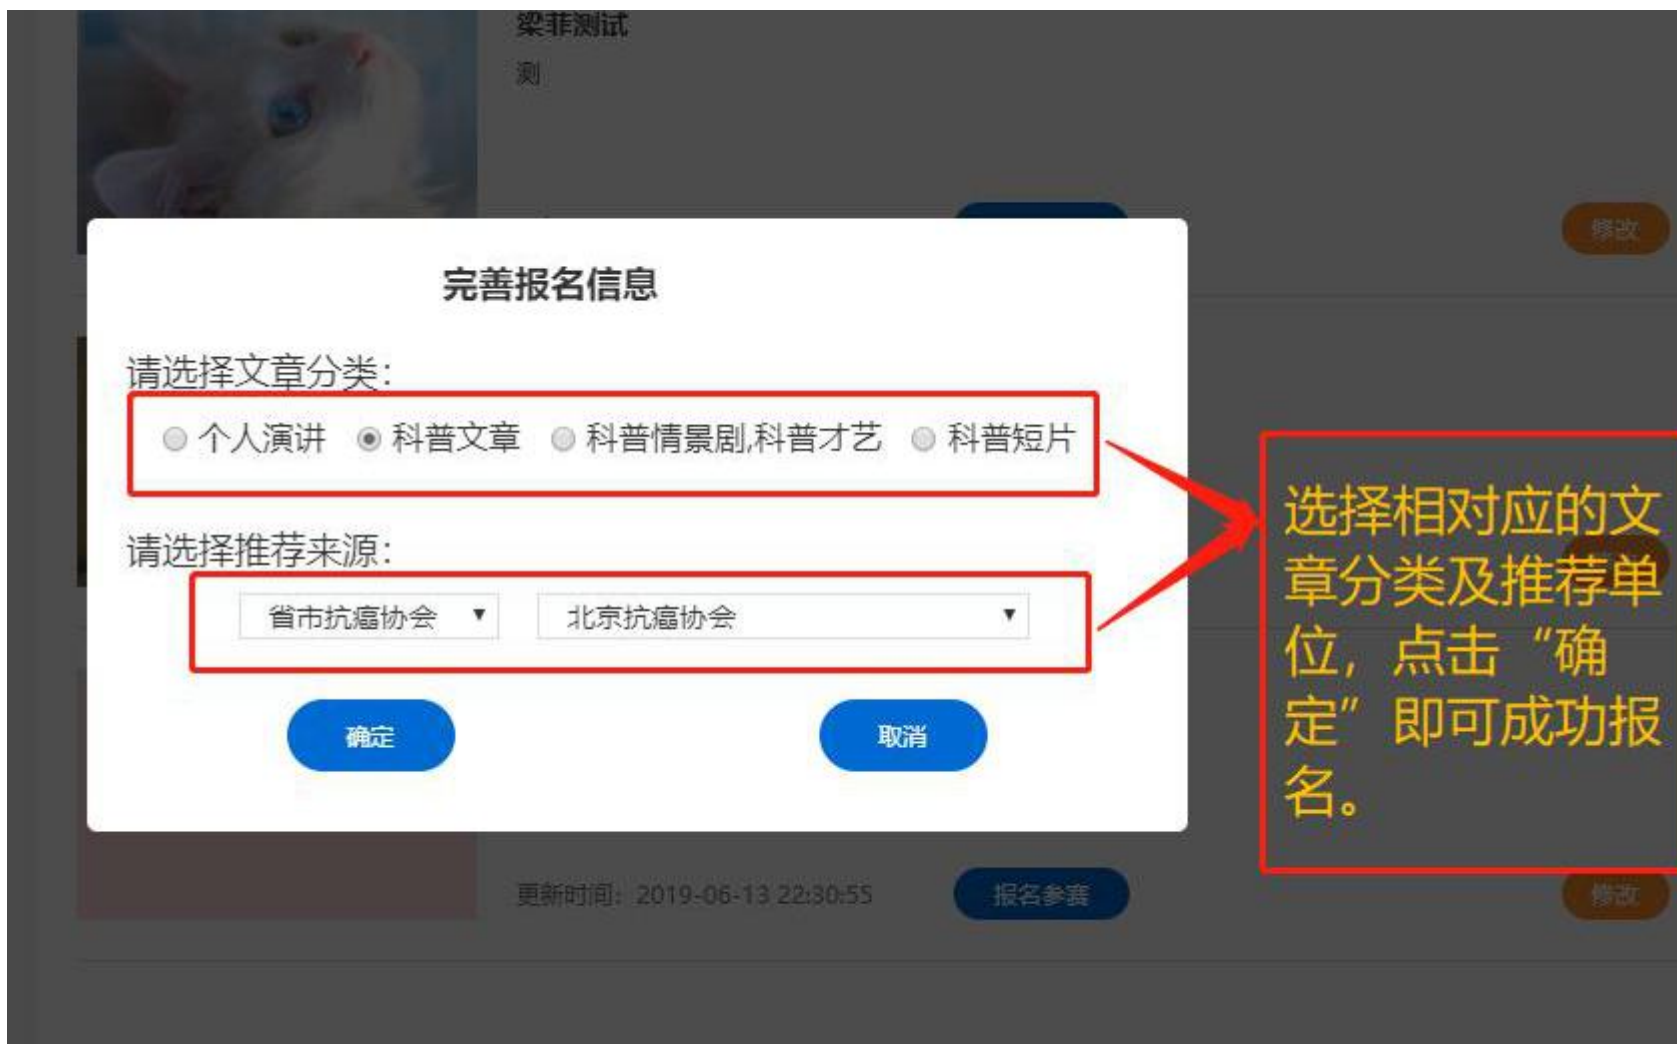 梁菲测试
测
修改
完善报名信息
请选择文章分类：
个人演讲 科普文章 科普情景剧,科普才艺 科普短片
请选择推荐来源：
省市抗癌协会 北京抗癌协会
确定 取消
选择相对应的文
章分类及推荐单
位，点击“确
定”即可成功报
名。
更新时间：2019-06-13 22:30:55 报名参赛 修改